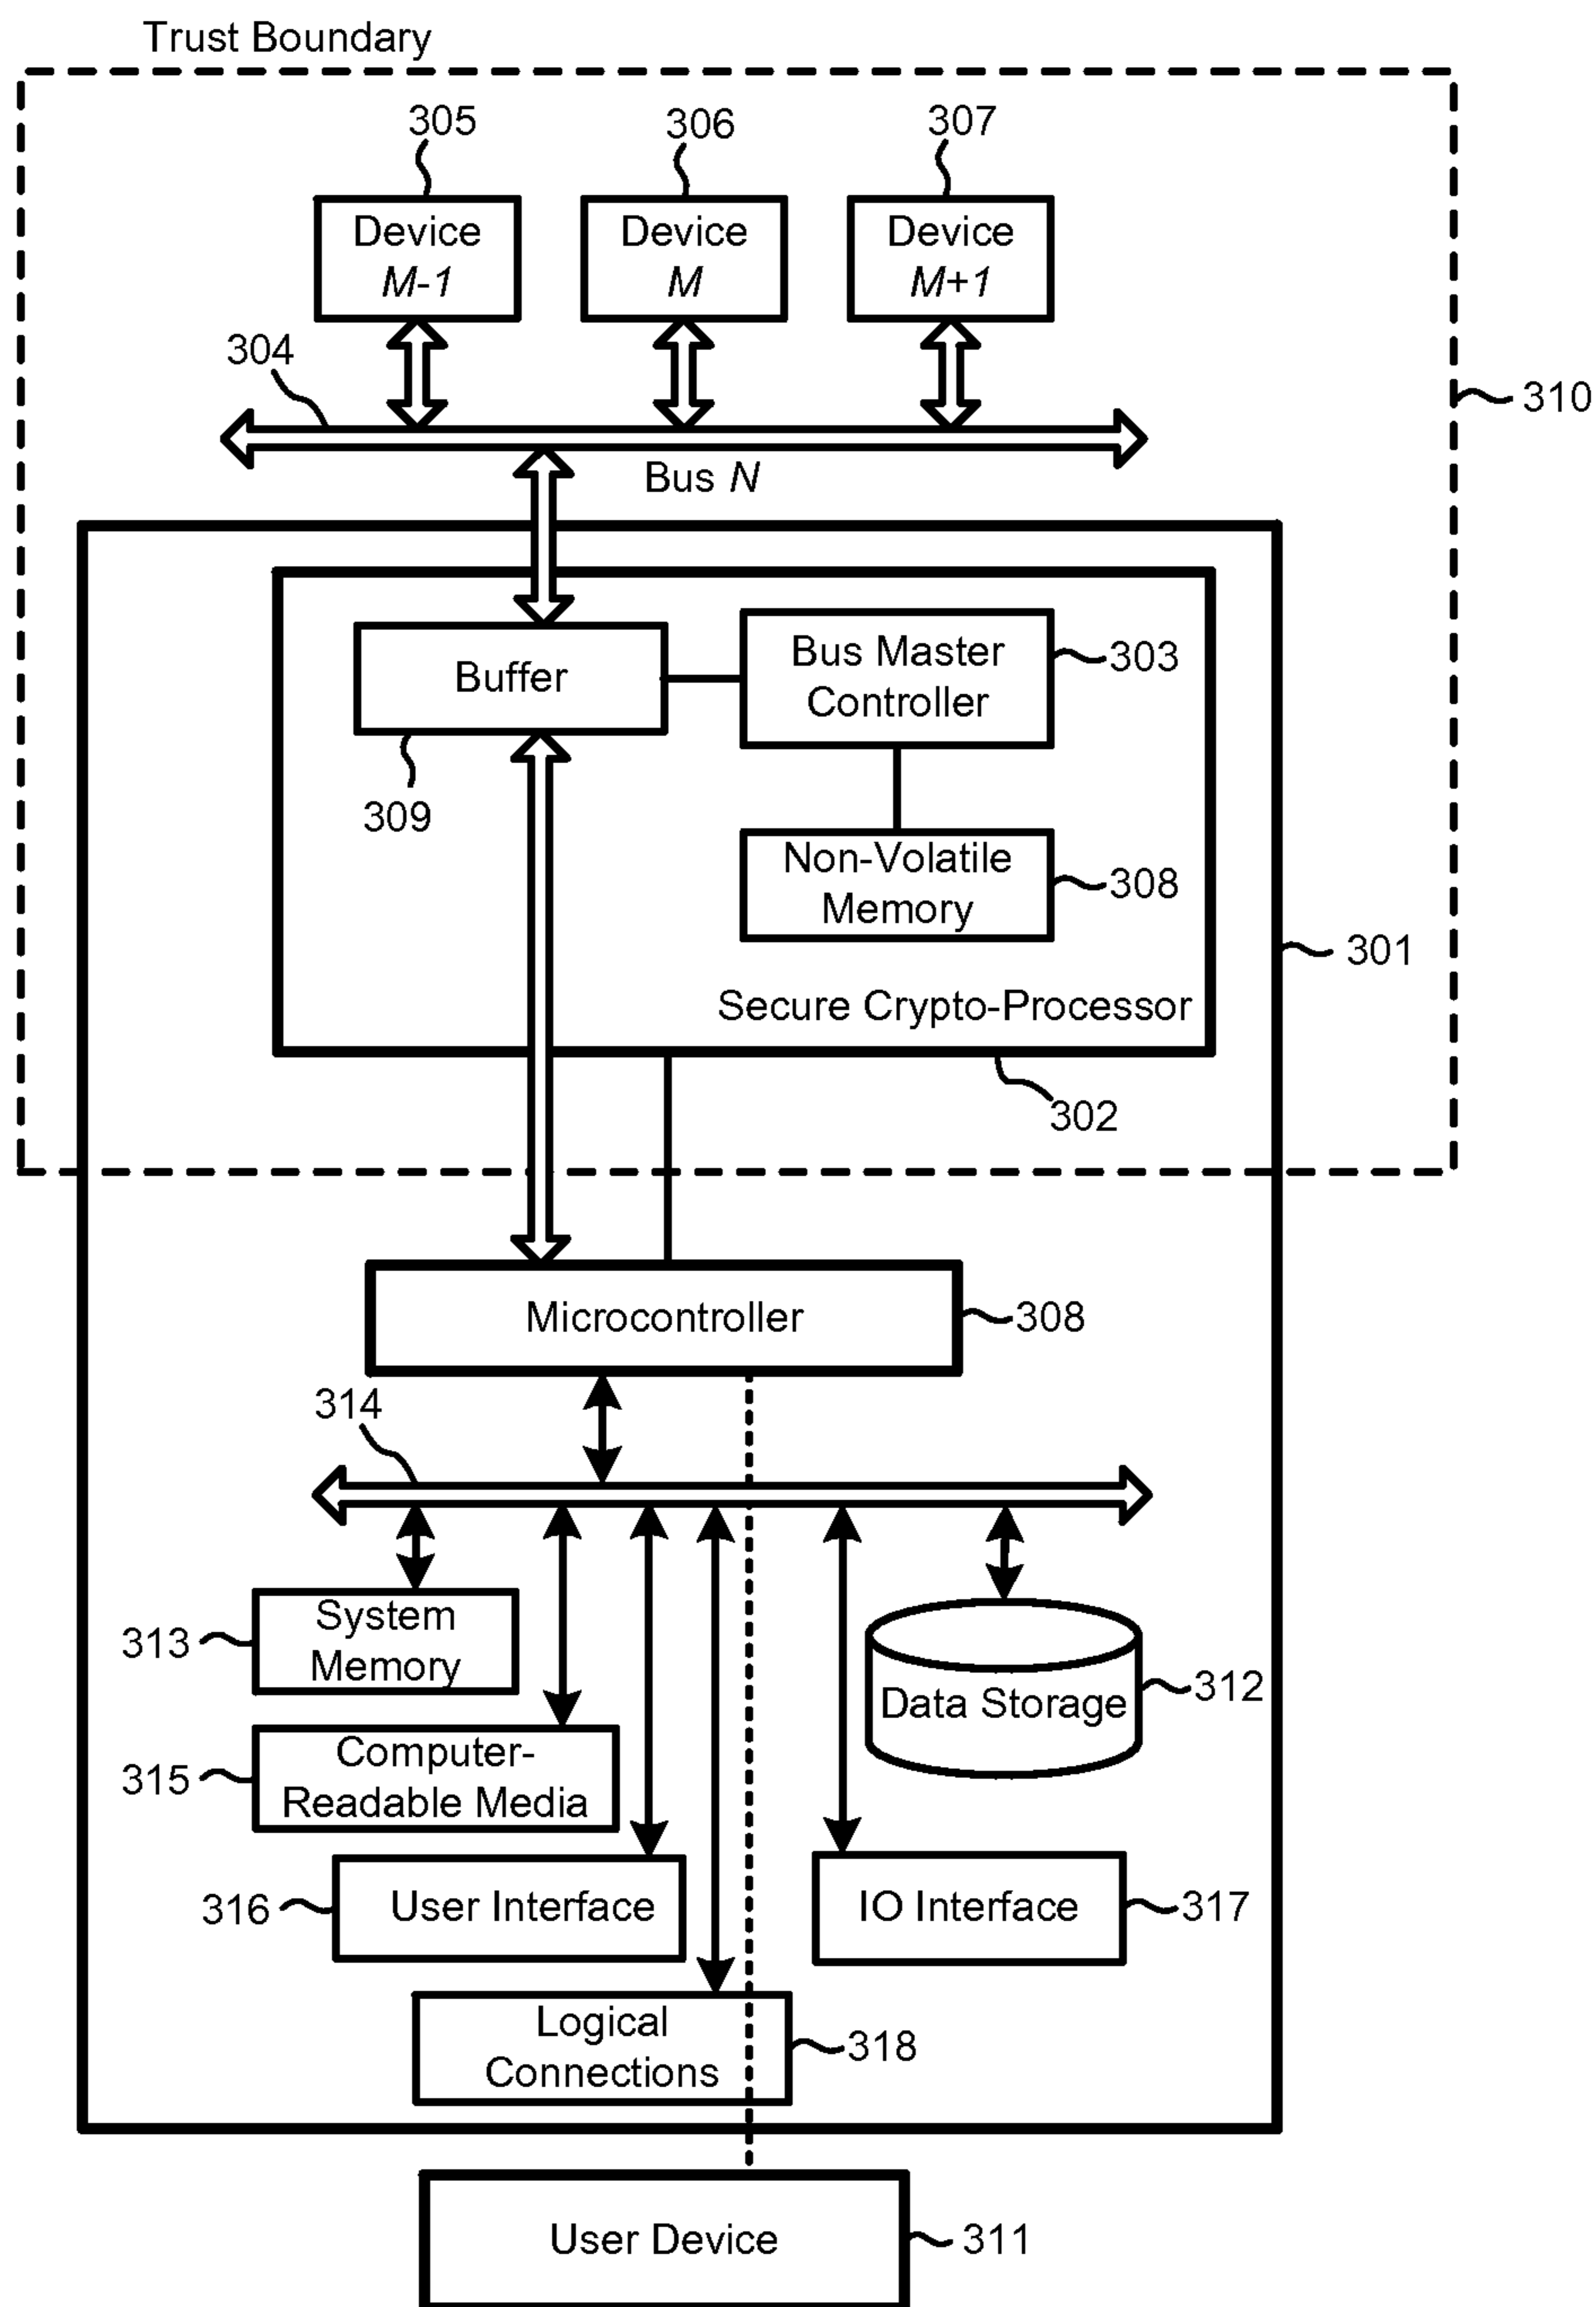 Trust Boundary
305
306
307
Device
M-1
Device
M
Device
M+1
304
310
Bus N
Buffer
Bus Master
Controller
303
309
Non-Volatile
Memory
308
301
Secure Crypto-Processor
302
Microcontroller
308
314
System
Memory
313
Data Storage
312
Computer-
Readable Media
315
User Interface
316
IO Interface
317
Logical
Connections
318
User Device
311